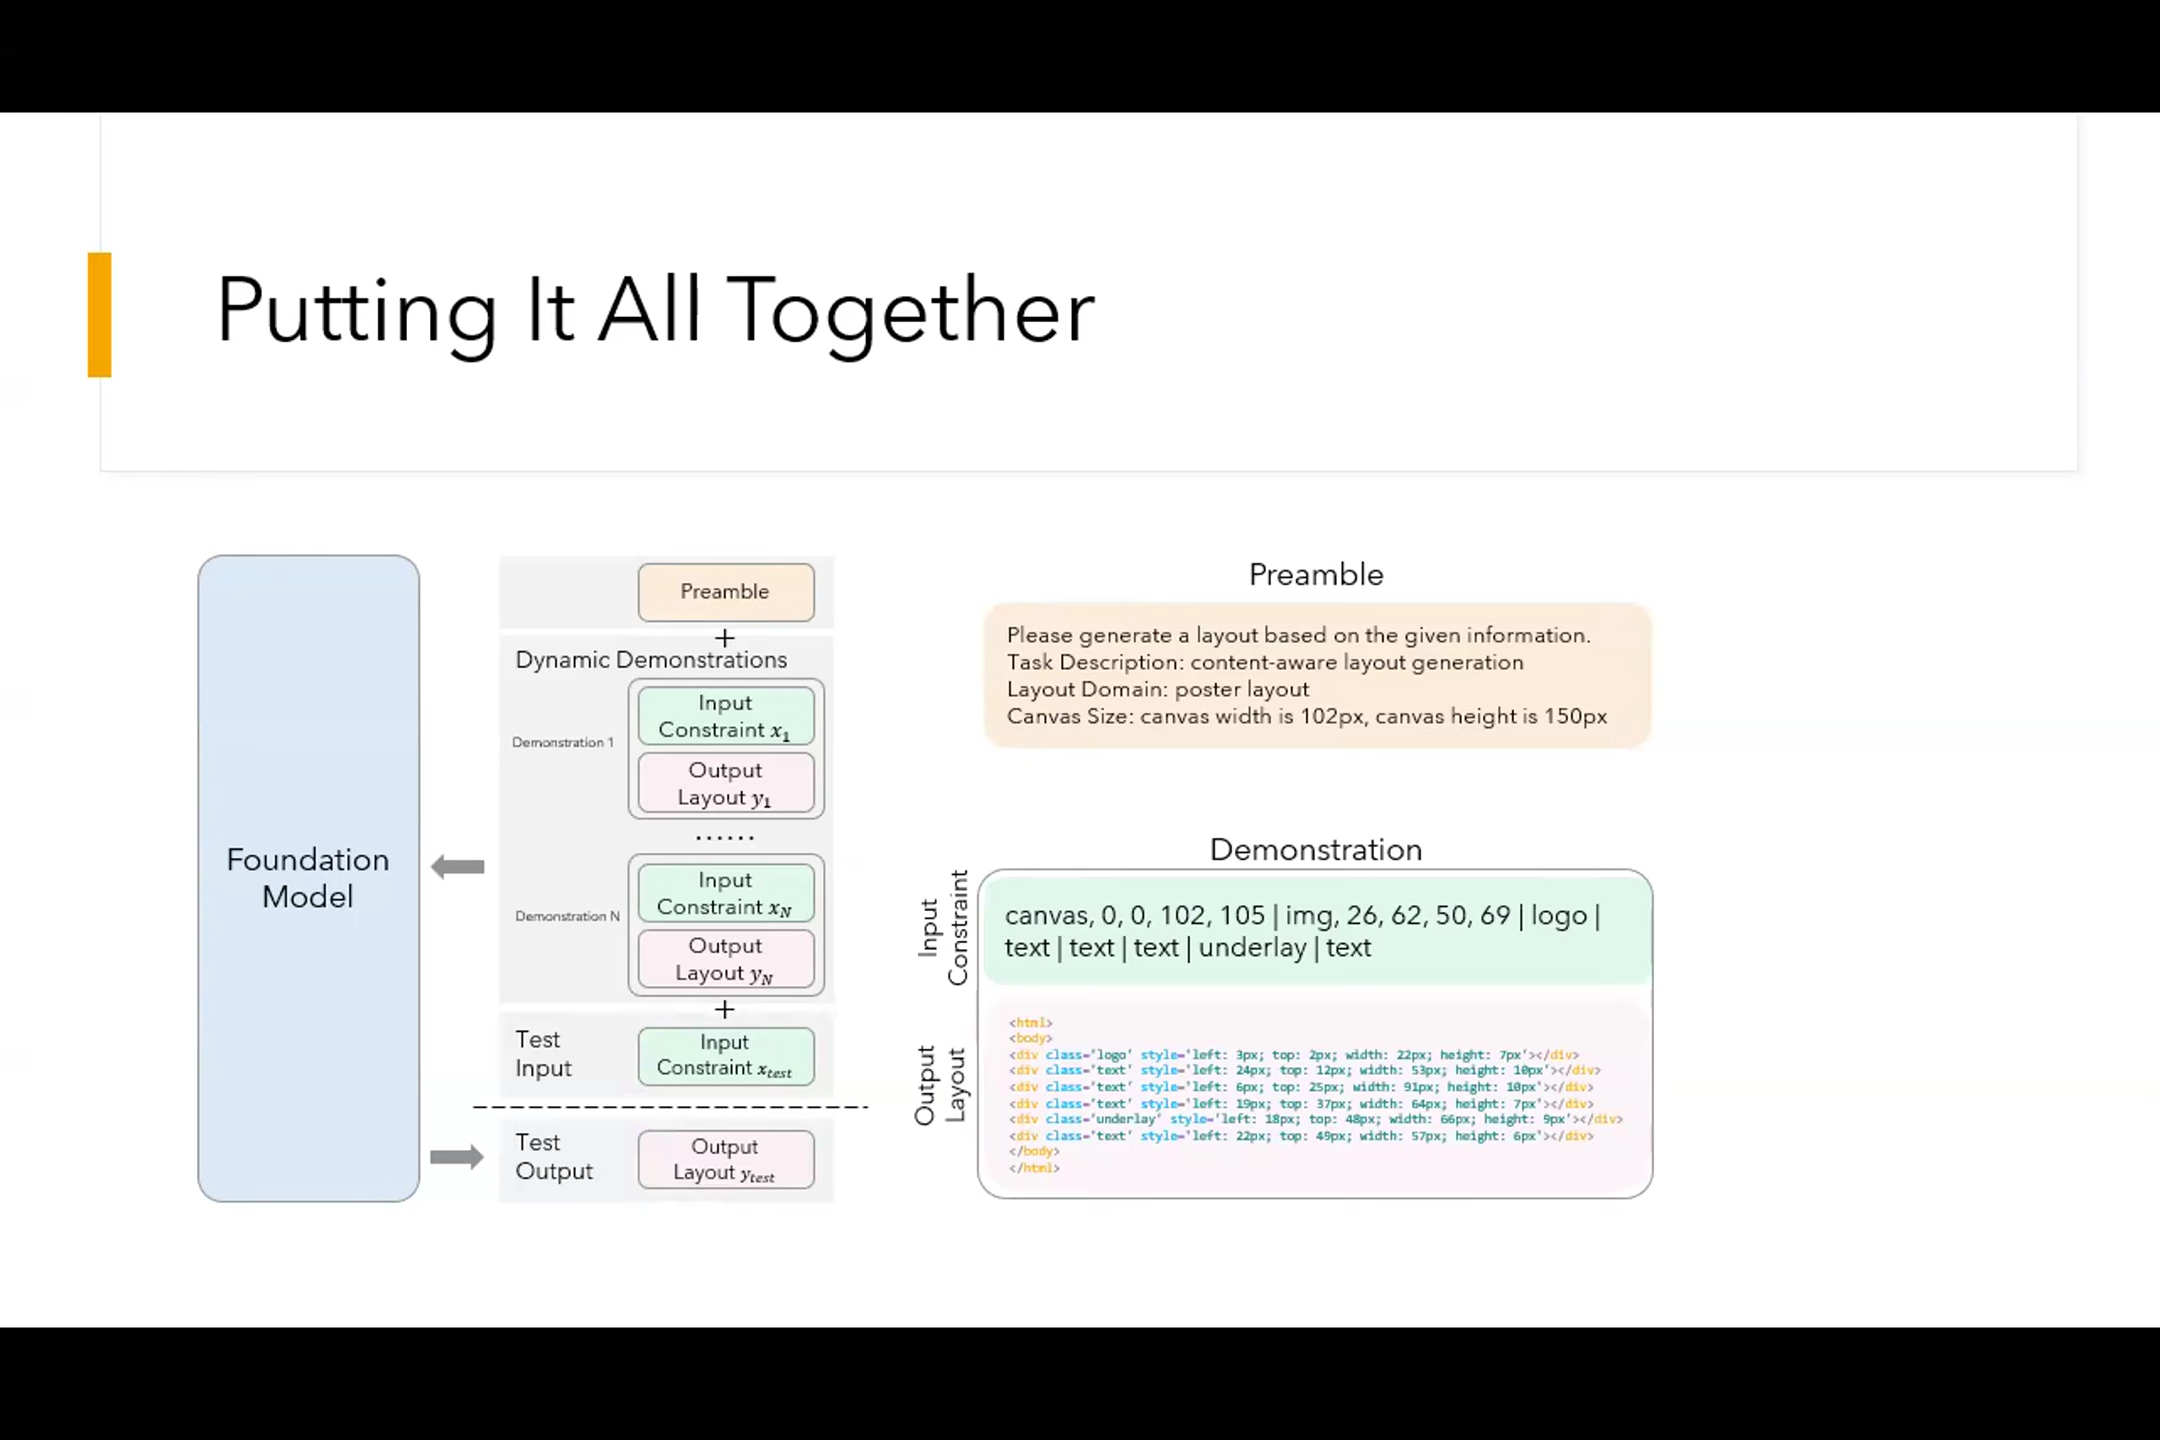 Putting It All Together
Foundation
Model
Preamble
+
Dynamic Demonstrations
Demonstration 1
Input
Constraint x₁
Output
Layout y₁
......
Demonstration N
Input
Constraint x_N
Output
Layout y_N
+
Test
Input
Input
Constraint x_test
Test
Output
Output
Layout y_test
Preamble
Please generate a layout based on the given information.
Task Description: content-aware layout generation
Layout Domain: poster layout
Canvas Size: canvas width is 102px, canvas height is 150px
Demonstration
Input
Constraint
canvas, 0, 0, 102, 105 | img, 26, 62, 50, 69 | logo |
text | text | text | underlay | text
Output
Layout
<html>
<body>
<div class='logo' style='left: 3px; top: 2px; width: 22px; height: 7px'></div>
<div class='text' style='left: 24px; top: 12px; width: 53px; height: 10px'></div>
<div class='text' style='left: 6px; top: 25px; width: 91px; height: 10px'></div>
<div class='text' style='left: 19px; top: 37px; width: 64px; height: 7px'></div>
<div class='underlay' style='left: 18px; top: 48px; width: 66px; height: 9px'></div>
<div class='text' style='left: 22px; top: 49px; width: 57px; height: 6px'></div>
</body>
</html>